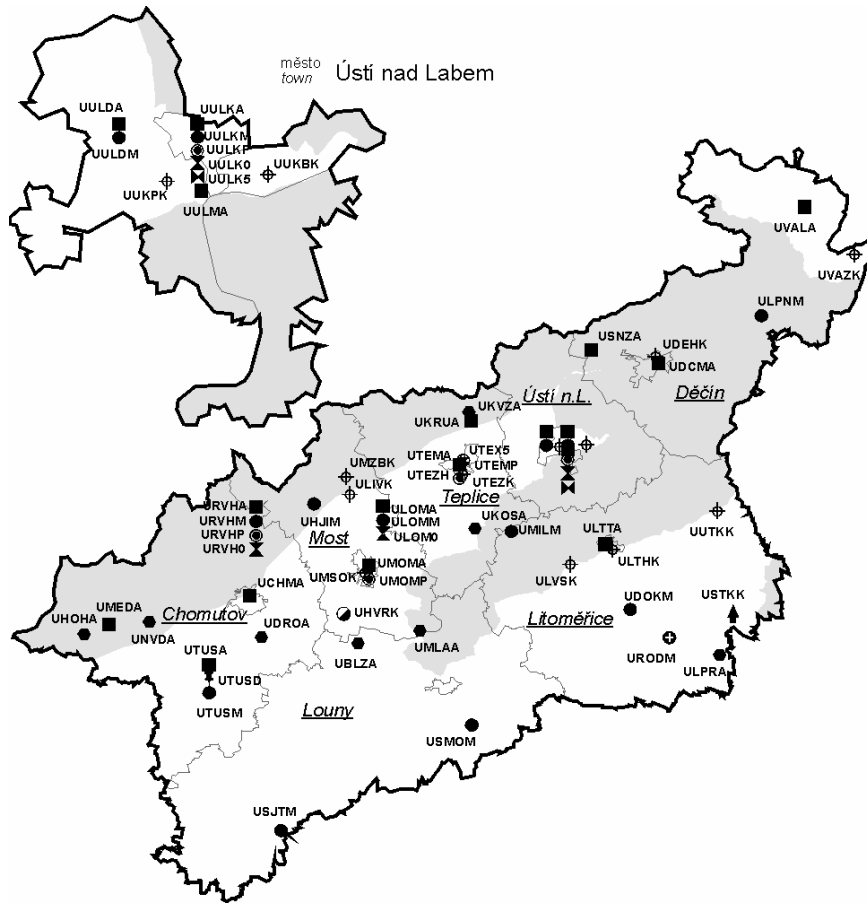 město
town
Ústí nad Labem
UULDA
UULKA
UULDM
UULKM
UULKP
UULK0
UUKBK
UULK5
UUKPK
UULMA
UVALA
UVAZK
ULPNM
USNZA
UDEHK
UDCMA
Děčín
Ústí n.L.
UKVZA
UKRUA
UTEX5
UTEMA
UTEMP
UTEZH
UTEZK
Teplice
UMZBK
ULIVK
URVHA
URVHM
URVHP
URVH0
UHJIM
ULOMA
ULOMM
ULOM0
Most
UKOSA
UMILM
ULTTA
UUTKK
ULTHK
ULVSK
UMOMA
UMSOK
UMOMP
UCHMA
UDOKM
USTKK
UMEDA
Chomutov
UHVRK
Litoměřice
UHOHA
UNVDA
UDROA
UMLAA
URODM
UBLZA
ULPRA
UTUSA
UTUSD
UTUSM
Louny
USMOM
USJTM